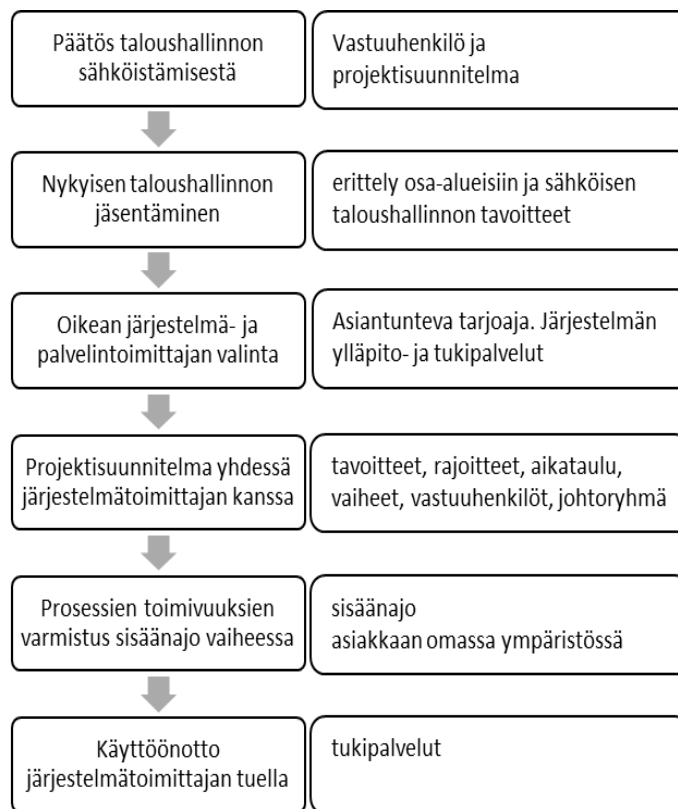 Päätös taloushallinnon
sähköistämisestä
Vastuuhenkilö ja
projektisuunnitelma
Nykyisen taloushallinnon
jäsentäminen
erittely osa-alueisiin ja sähköisen
taloushallinnon tavoitteet
Oikean järjestelmä- ja
palvelintoimittajan valinta
Asiantunteva tarjoaja. Järjestelmän
ylläpito- ja tukipalvelut
Projektisuunnitelma yhdessä
järjestelmätoimittajan kanssa
tavoitteet, rajoitteet, aikataulu,
vaiheet, vastuuhenkilöt, johtoryhmä
Prosessien toimivuuksien
varmistus sisäänajo vaiheessa
sisäänajo
asiakkaan omassa ympäristössä
Käyttöönotto
järjestelmätoimittajan tuella
tukipalvelut